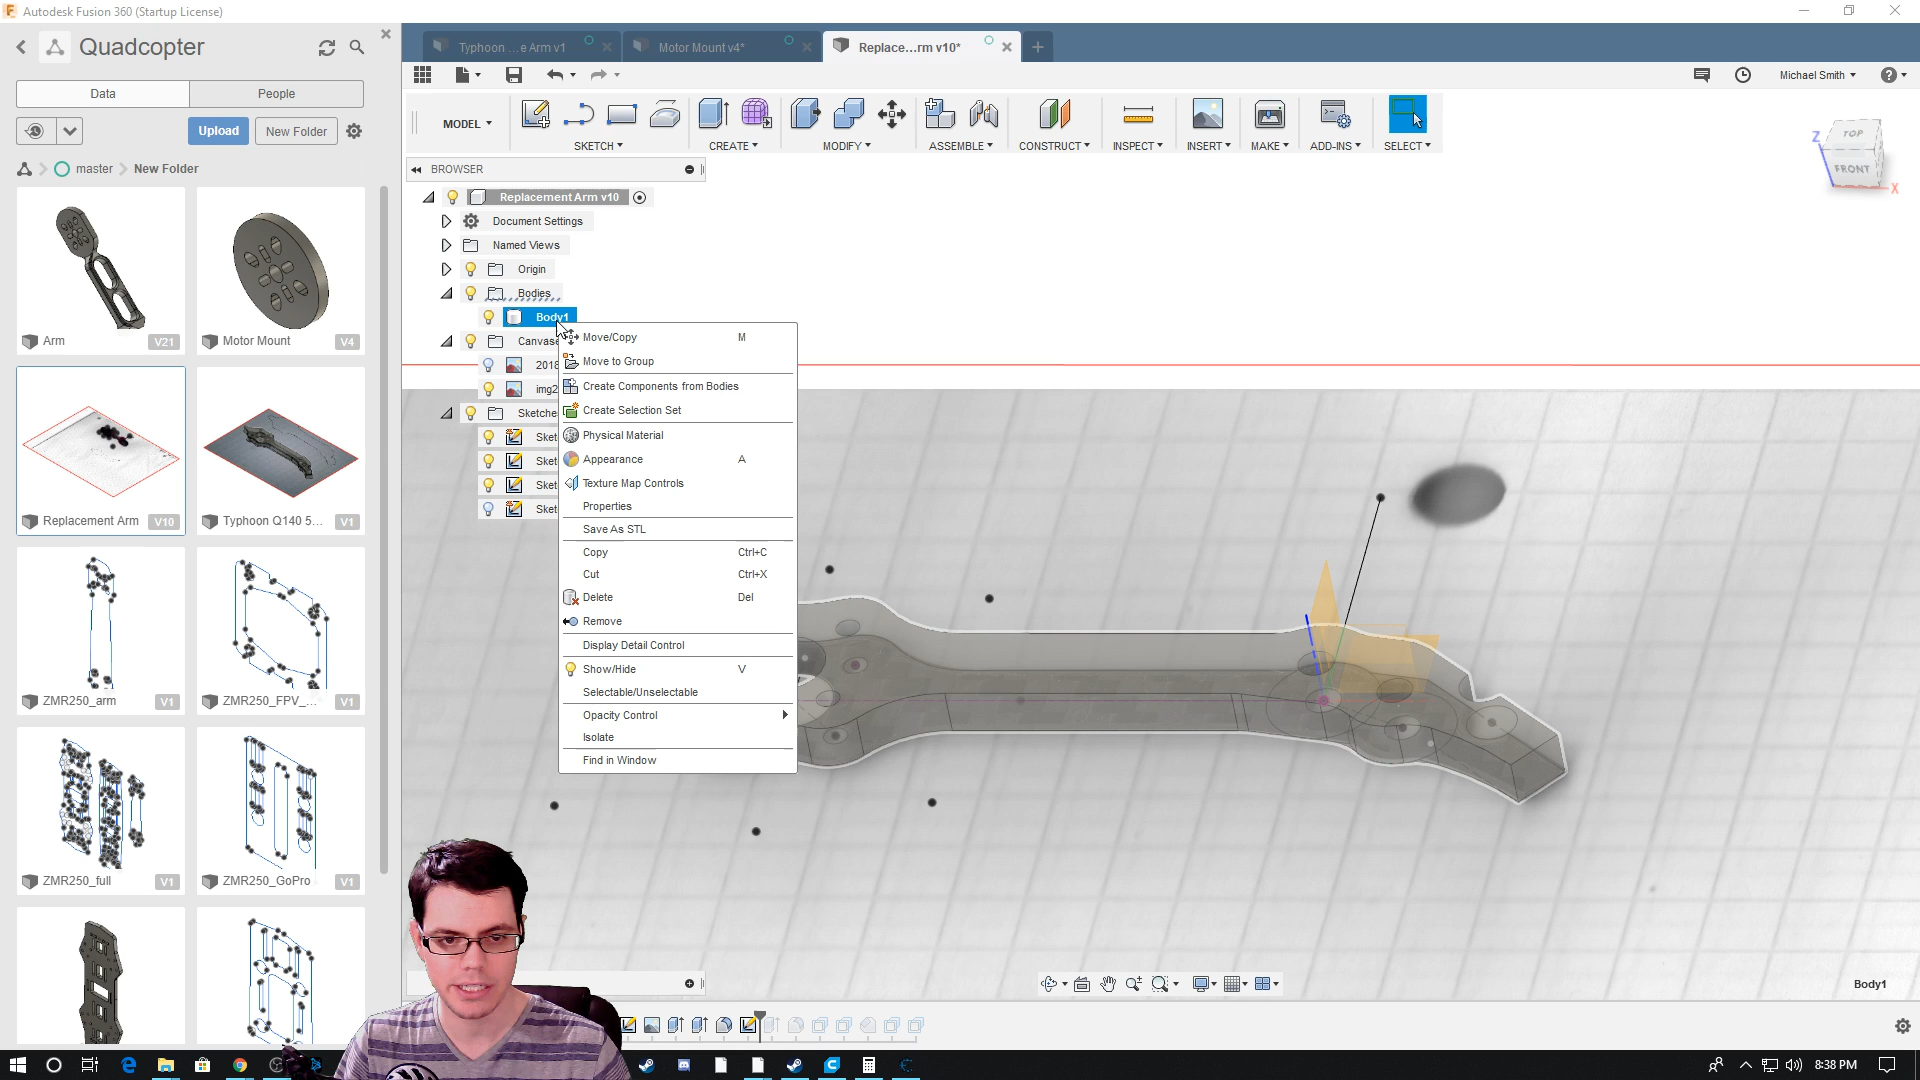 Autodesk Fusion 360 (Startup License)
Quadcopter
Data
People
Upload
New Folder
master
New Folder
Arm
V21
Motor Mount
V4
Replacement Arm
V10
Typhoon Q140 5...
V1
ZMR250_arm
V1
ZMR250_FPV_...
V1
ZMR250_full
V1
ZMR250_GoPro
V1
Typhoon ...e Arm v1
Motor Mount v4*
Replace...rm v10*
Michael Smith
MODEL
SKETCH
CREATE
MODIFY
ASSEMBLE
CONSTRUCT
INSPECT
INSERT
MAKE
ADD-INS
SELECT
BROWSER
Replacement Arm v10
Document Settings
Named Views
Origin
Bodies
Body1
Canvase
2018
img2
Sketche
Sket
Sket
Sket
Sket
Move/Copy M
Move to Group
Create Components from Bodies
Create Selection Set
Physical Material
Appearance A
Texture Map Controls
Properties
Save As STL
Copy Ctrl+C
Cut Ctrl+X
Delete Del
Remove
Display Detail Control
Show/Hide V
Selectable/Unselectable
Opacity Control
Isolate
Find in Window
TOP
FRONT
Z
X
Body1
8:38 PM